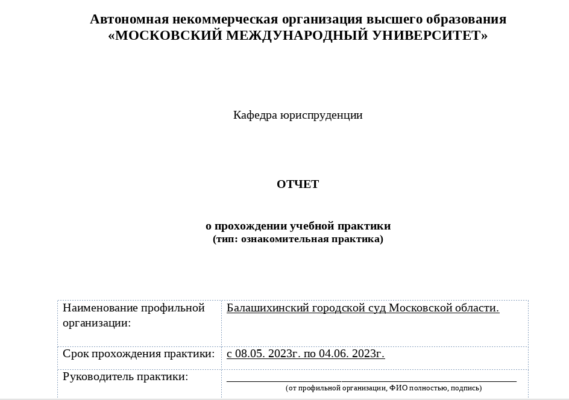 Автономная некоммерческая организация высшего образования
«МОСКОВСКИЙ МЕЖДУНАРОДНЫЙ УНИВЕРСИТЕТ»
Кафедра юриспруденции
ОТЧЕТ
о прохождении учебной практики
(тип: ознакомительная практика)
Наименование профильной
организации:
Балашихинский городской суд Московской области.
Срок прохождения практики:
с 08.05. 2023г. по 04.06. 2023г.
Руководитель практики:
(от профильной организации, ФИО полностью, подпись)